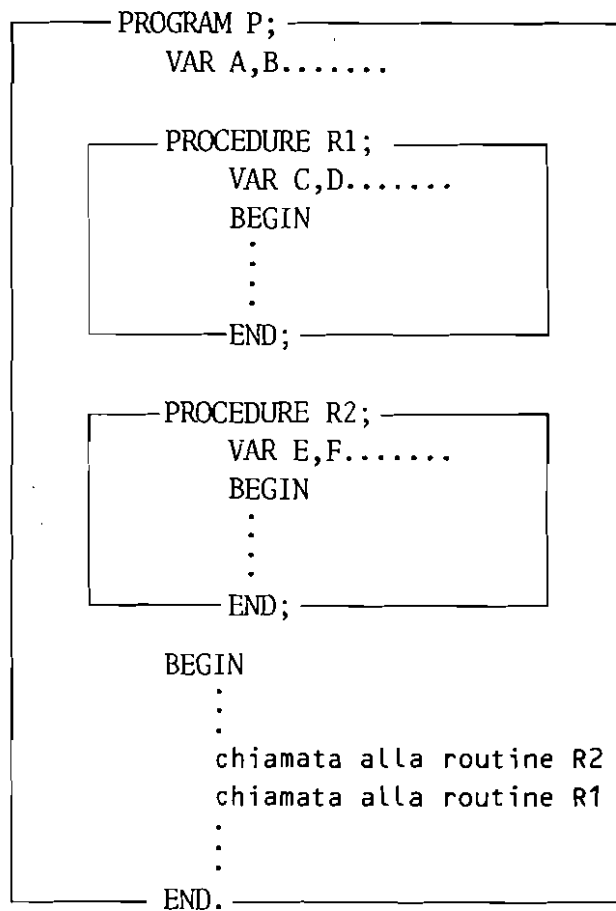 PROGRAM P;
VAR A,B.......
PROCEDURE R1;
VAR C,D.......
BEGIN
.
.
.
.
END;
PROCEDURE R2;
VAR E,F.......
BEGIN
.
.
.
.
END;
BEGIN
.
.
.
chiamata alla routine R2
chiamata alla routine R1
.
.
.
END.